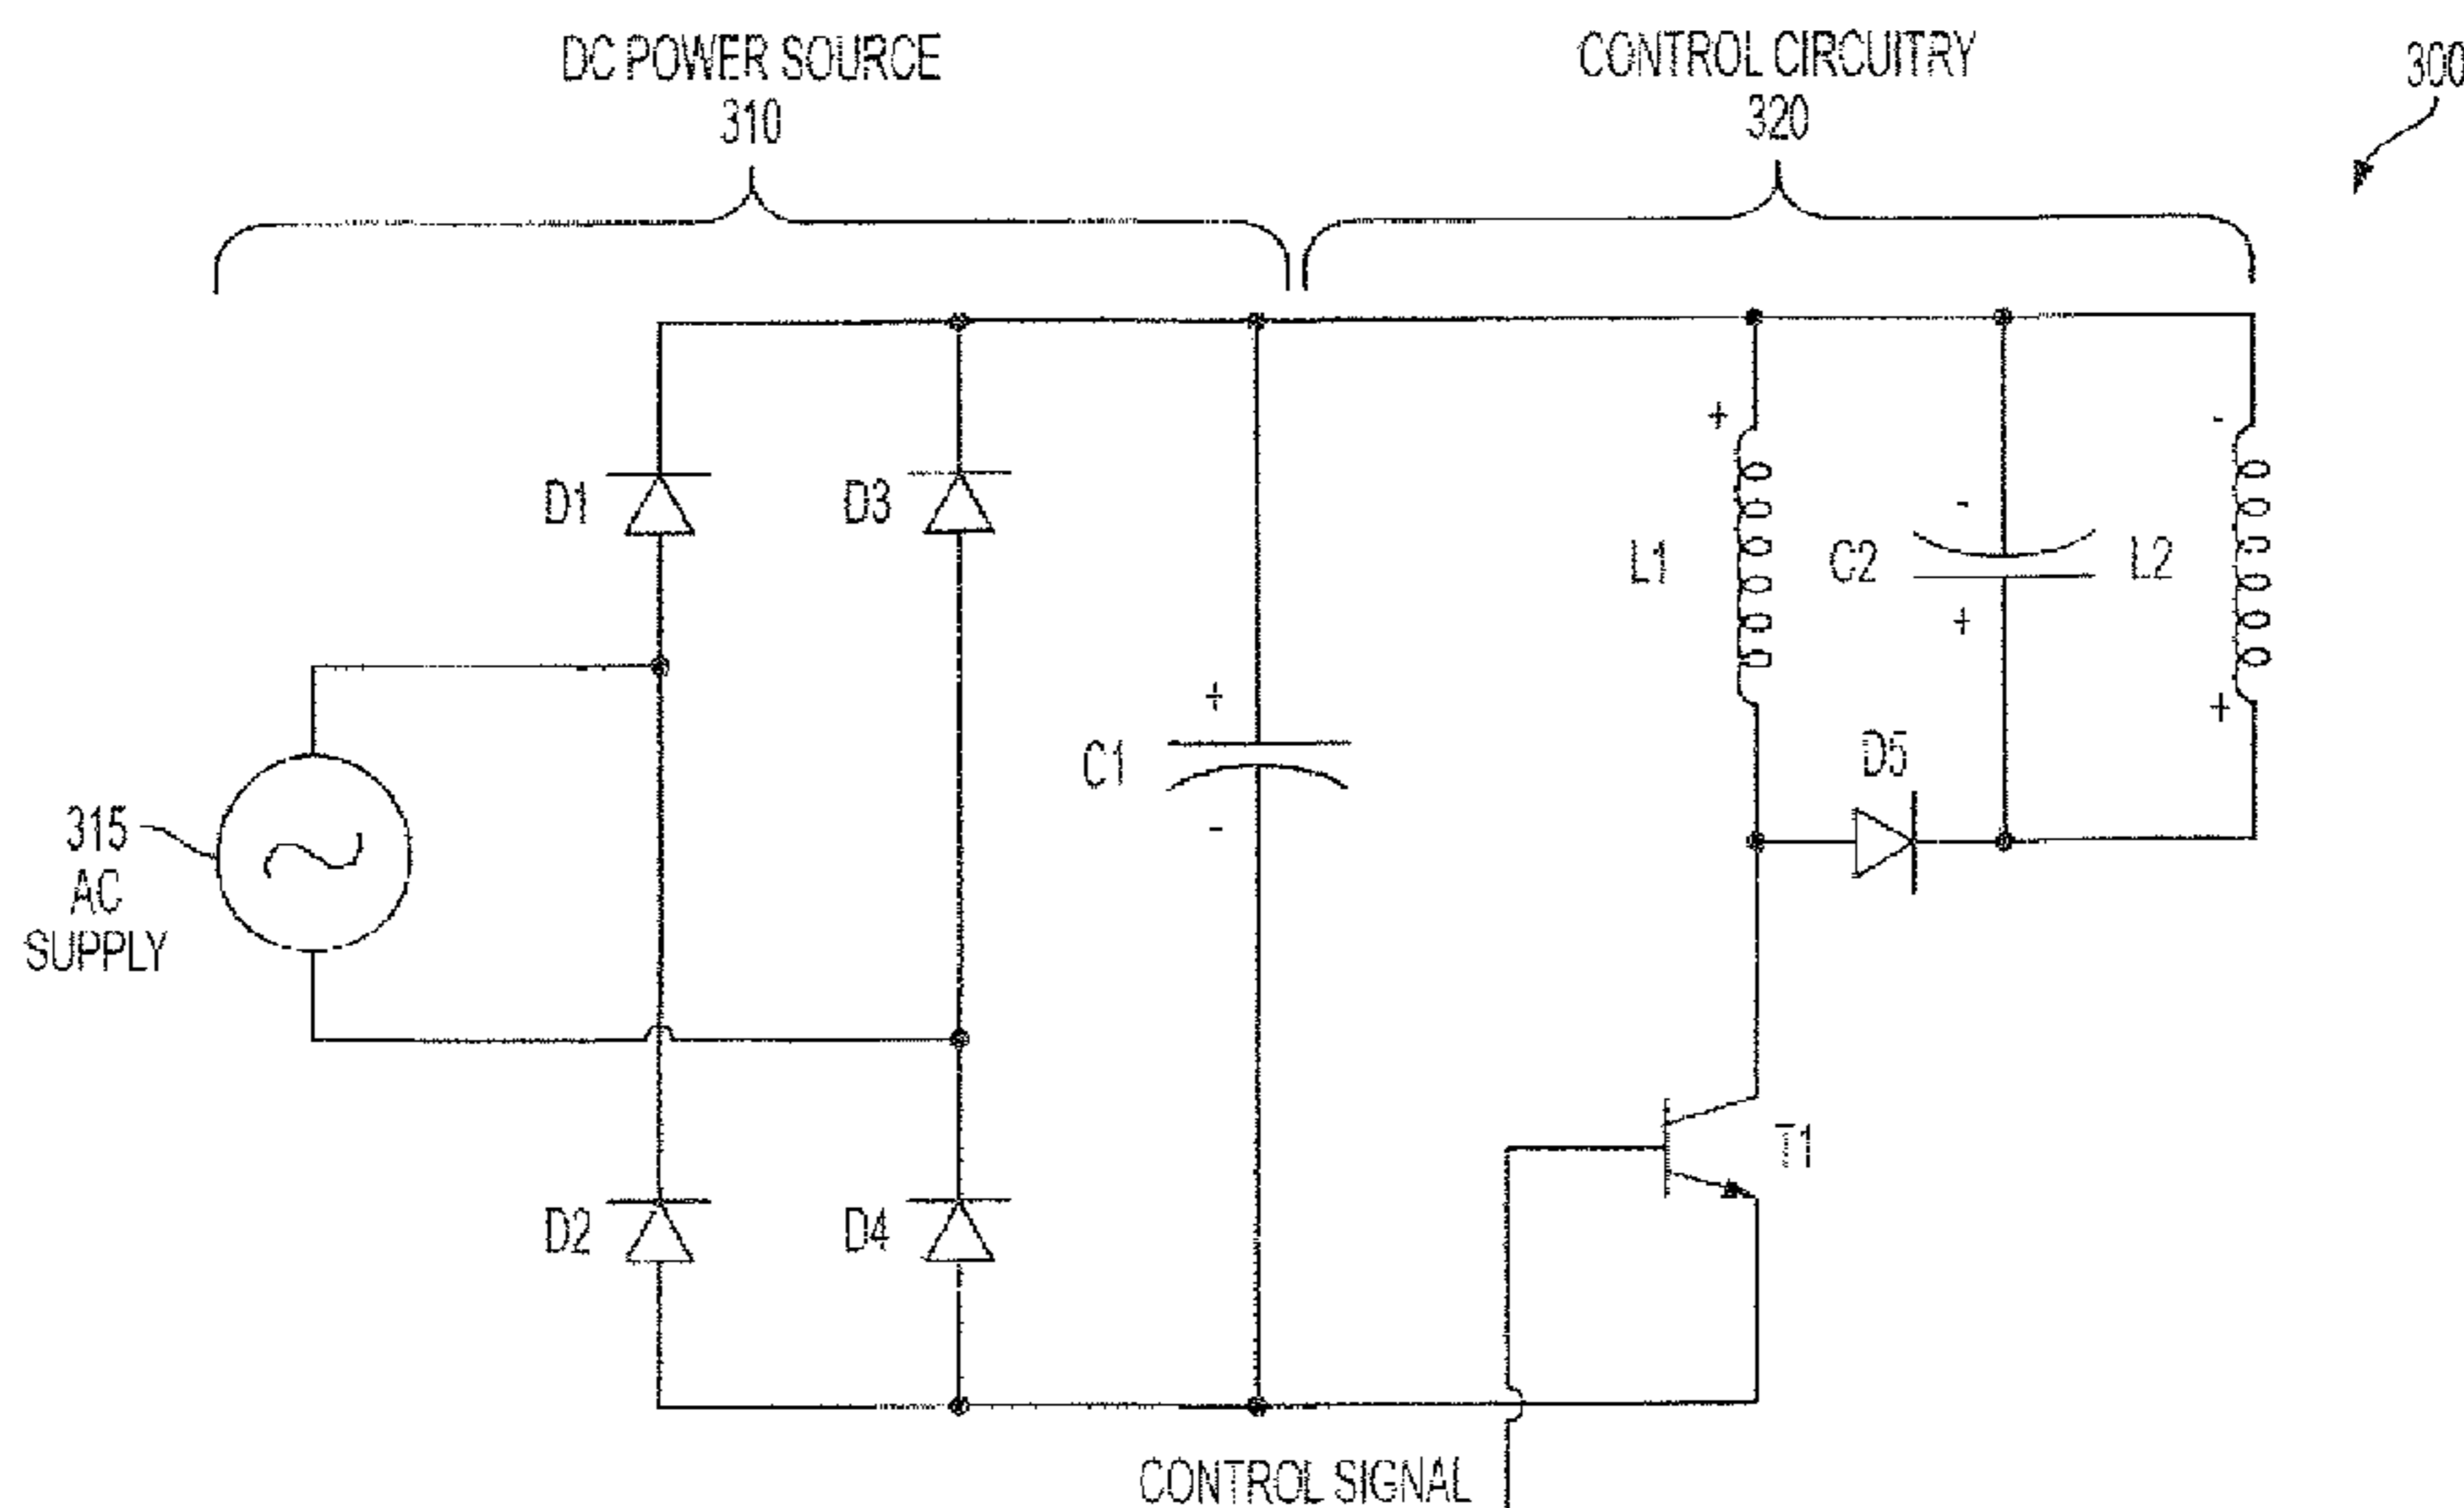 DC POWER SOURCE
310
CONTROL CIRCUITRY
320
300
D1
D3
L1
C2
L2
+
-
-
+
+
C1
+
-
D5
315
AC
SUPPLY
D2
D4
T1
CONTROL SIGNAL